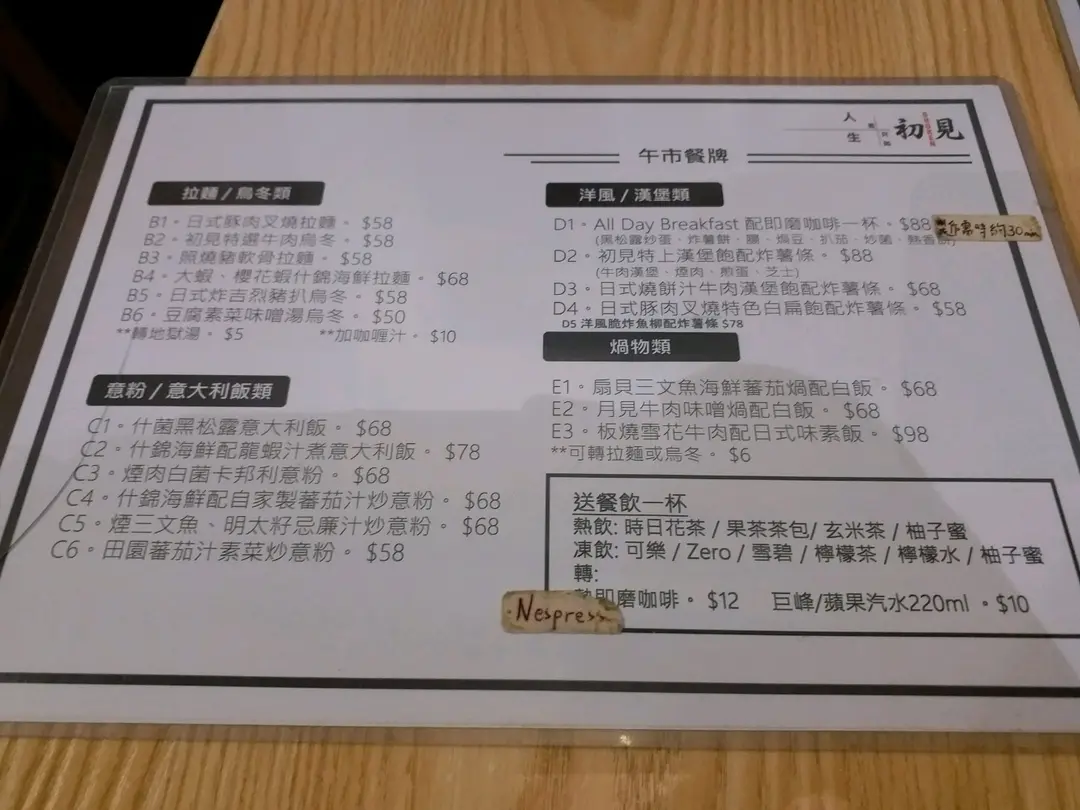 人生
初見
午市餐牌
拉麵 / 烏冬類
B1。日式豚肉叉燒拉麵。 $58
B2。初見特選牛肉烏冬。 $58
B3。照燒豬軟骨拉麵。 $58
B4。大蝦、櫻花蝦什錦海鮮拉麵。 $68
B5。日式炸吉烈豬扒烏冬。 $58
B6。豆腐素菜味噌湯烏冬。 $50
**轉地獄湯。 $5 **加咖喱汁。 $10
意粉 / 意大利飯類
C1。什菌黑松露意大利飯。 $68
C2。什錦海鮮配龍蝦汁煮意大利飯。 $78
C3。煙肉白菌卡邦利意粉。 $68
C4。什錦海鮮配自家製蕃茄汁炒意粉。 $68
C5。煙三文魚、明太籽忌廉汁炒意粉。 $68
C6。田園蕃茄汁素菜炒意粉。 $58
洋風 / 漢堡類
D1。All Day Breakfast 配即磨咖啡一杯。$88
需時約30min
(黑松露炒蛋、炸薯餅、腸、焗豆、扒茄、炒菌、熱香餅)
D2。初見特上漢堡飽配炸薯條。 $88
(牛肉漢堡、煙肉、煎蛋、芝士)
D3。日式燒餅汁牛肉漢堡飽配炸薯條。 $68
D4。日式豚肉叉燒特色白扁飽配炸薯條。 $58
D5 洋風脆炸魚柳配炸薯條 $78
煱物類
E1。扇貝三文魚海鮮蕃茄煱配白飯。 $68
E2。月見牛肉味噌煱配白飯。 $68
E3。板燒雪花牛肉配日式味素飯。 $98
**可轉拉麵或烏冬。 $6
送餐飲一杯
熱飲: 時日花茶 / 果茶茶包/ 玄米茶 / 柚子蜜
凍飲: 可樂 / Zero / 雪碧 / 檸檬茶 / 檸檬水 / 柚子蜜
轉:
熱即磨咖啡。 $12 巨峰/蘋果汽水220ml 。$10
Nespress